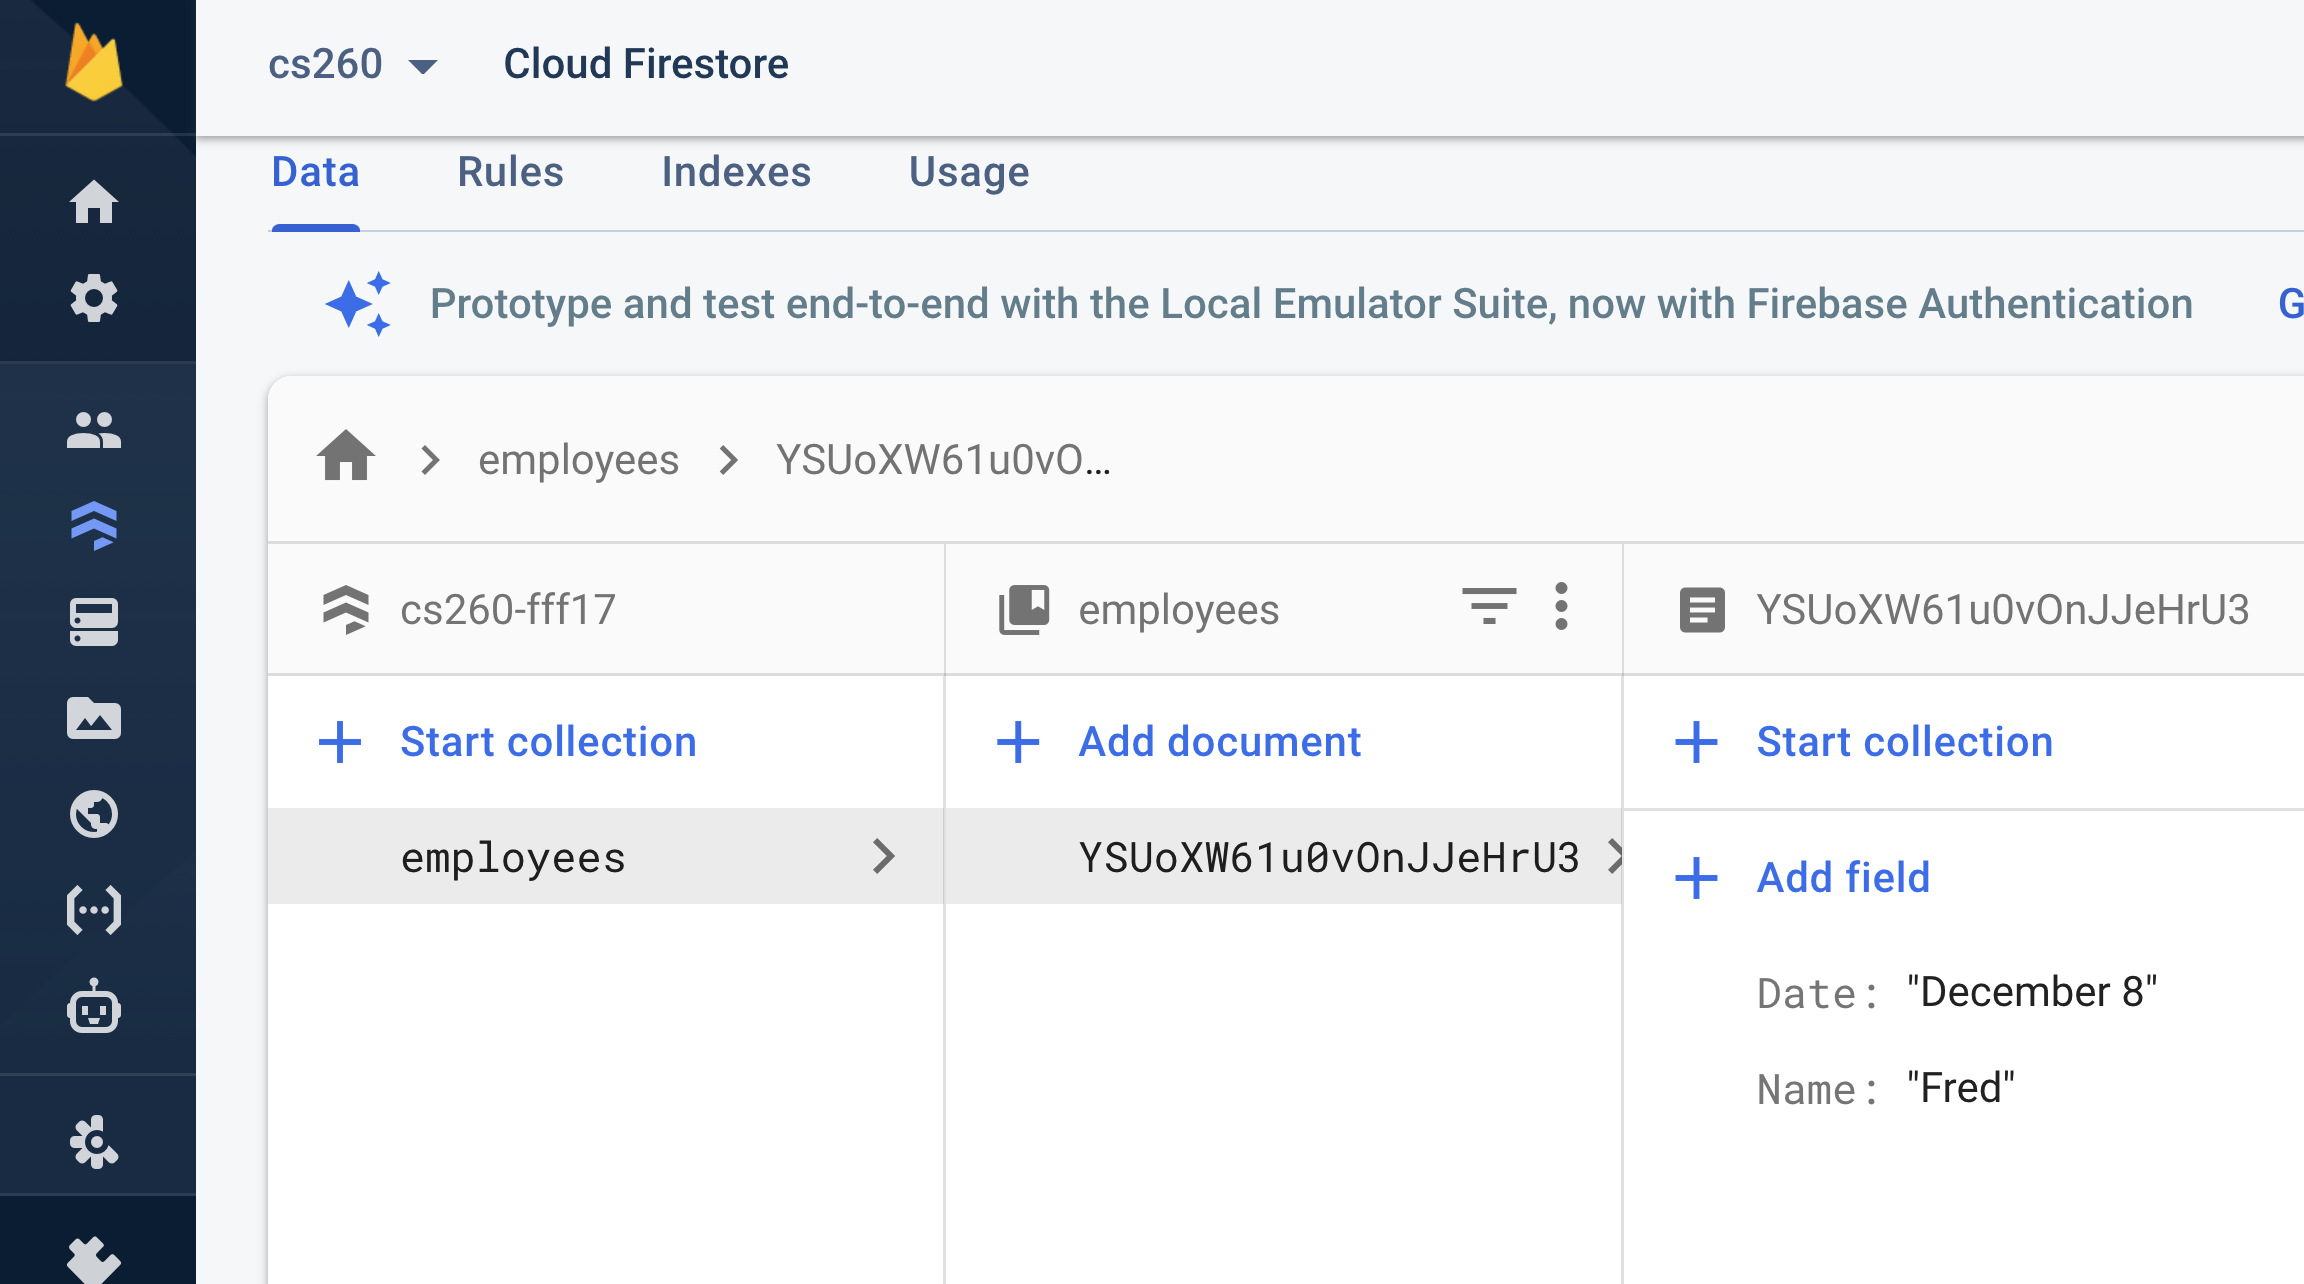 cs260 Cloud Firestore
Data Rules Indexes Usage
Prototype and test end-to-end with the Local Emulator Suite, now with Firebase Authentication G
employees YSUoXW61u0vO...
cs260-fff17 employees YSUoXW61u0vOnJJeHrU3
Start collection Add document Start collection
employees YSUoXW61u0vOnJJeHrU3
Add field
Date: "December 8"
Name: "Fred"